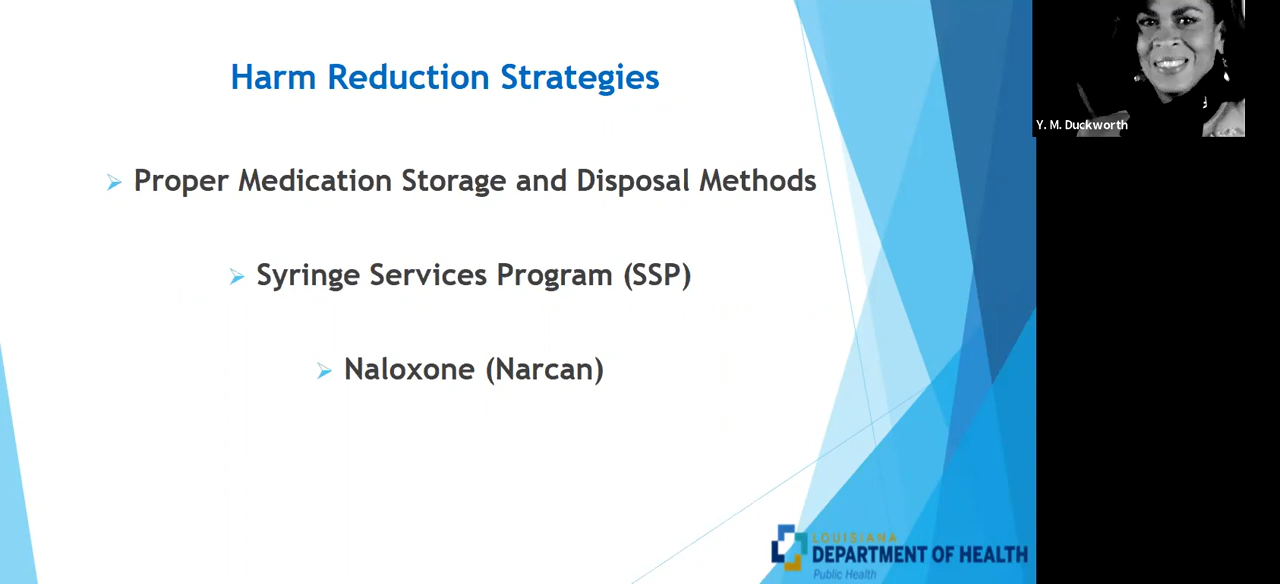 Harm Reduction Strategies
Y. M. Duckworth
Proper Medication Storage and Disposal Methods
Syringe Services Program (SSP)
Naloxone (Narcan)
LOUISIANA
DEPARTMENT OF HEALTH
Public Health